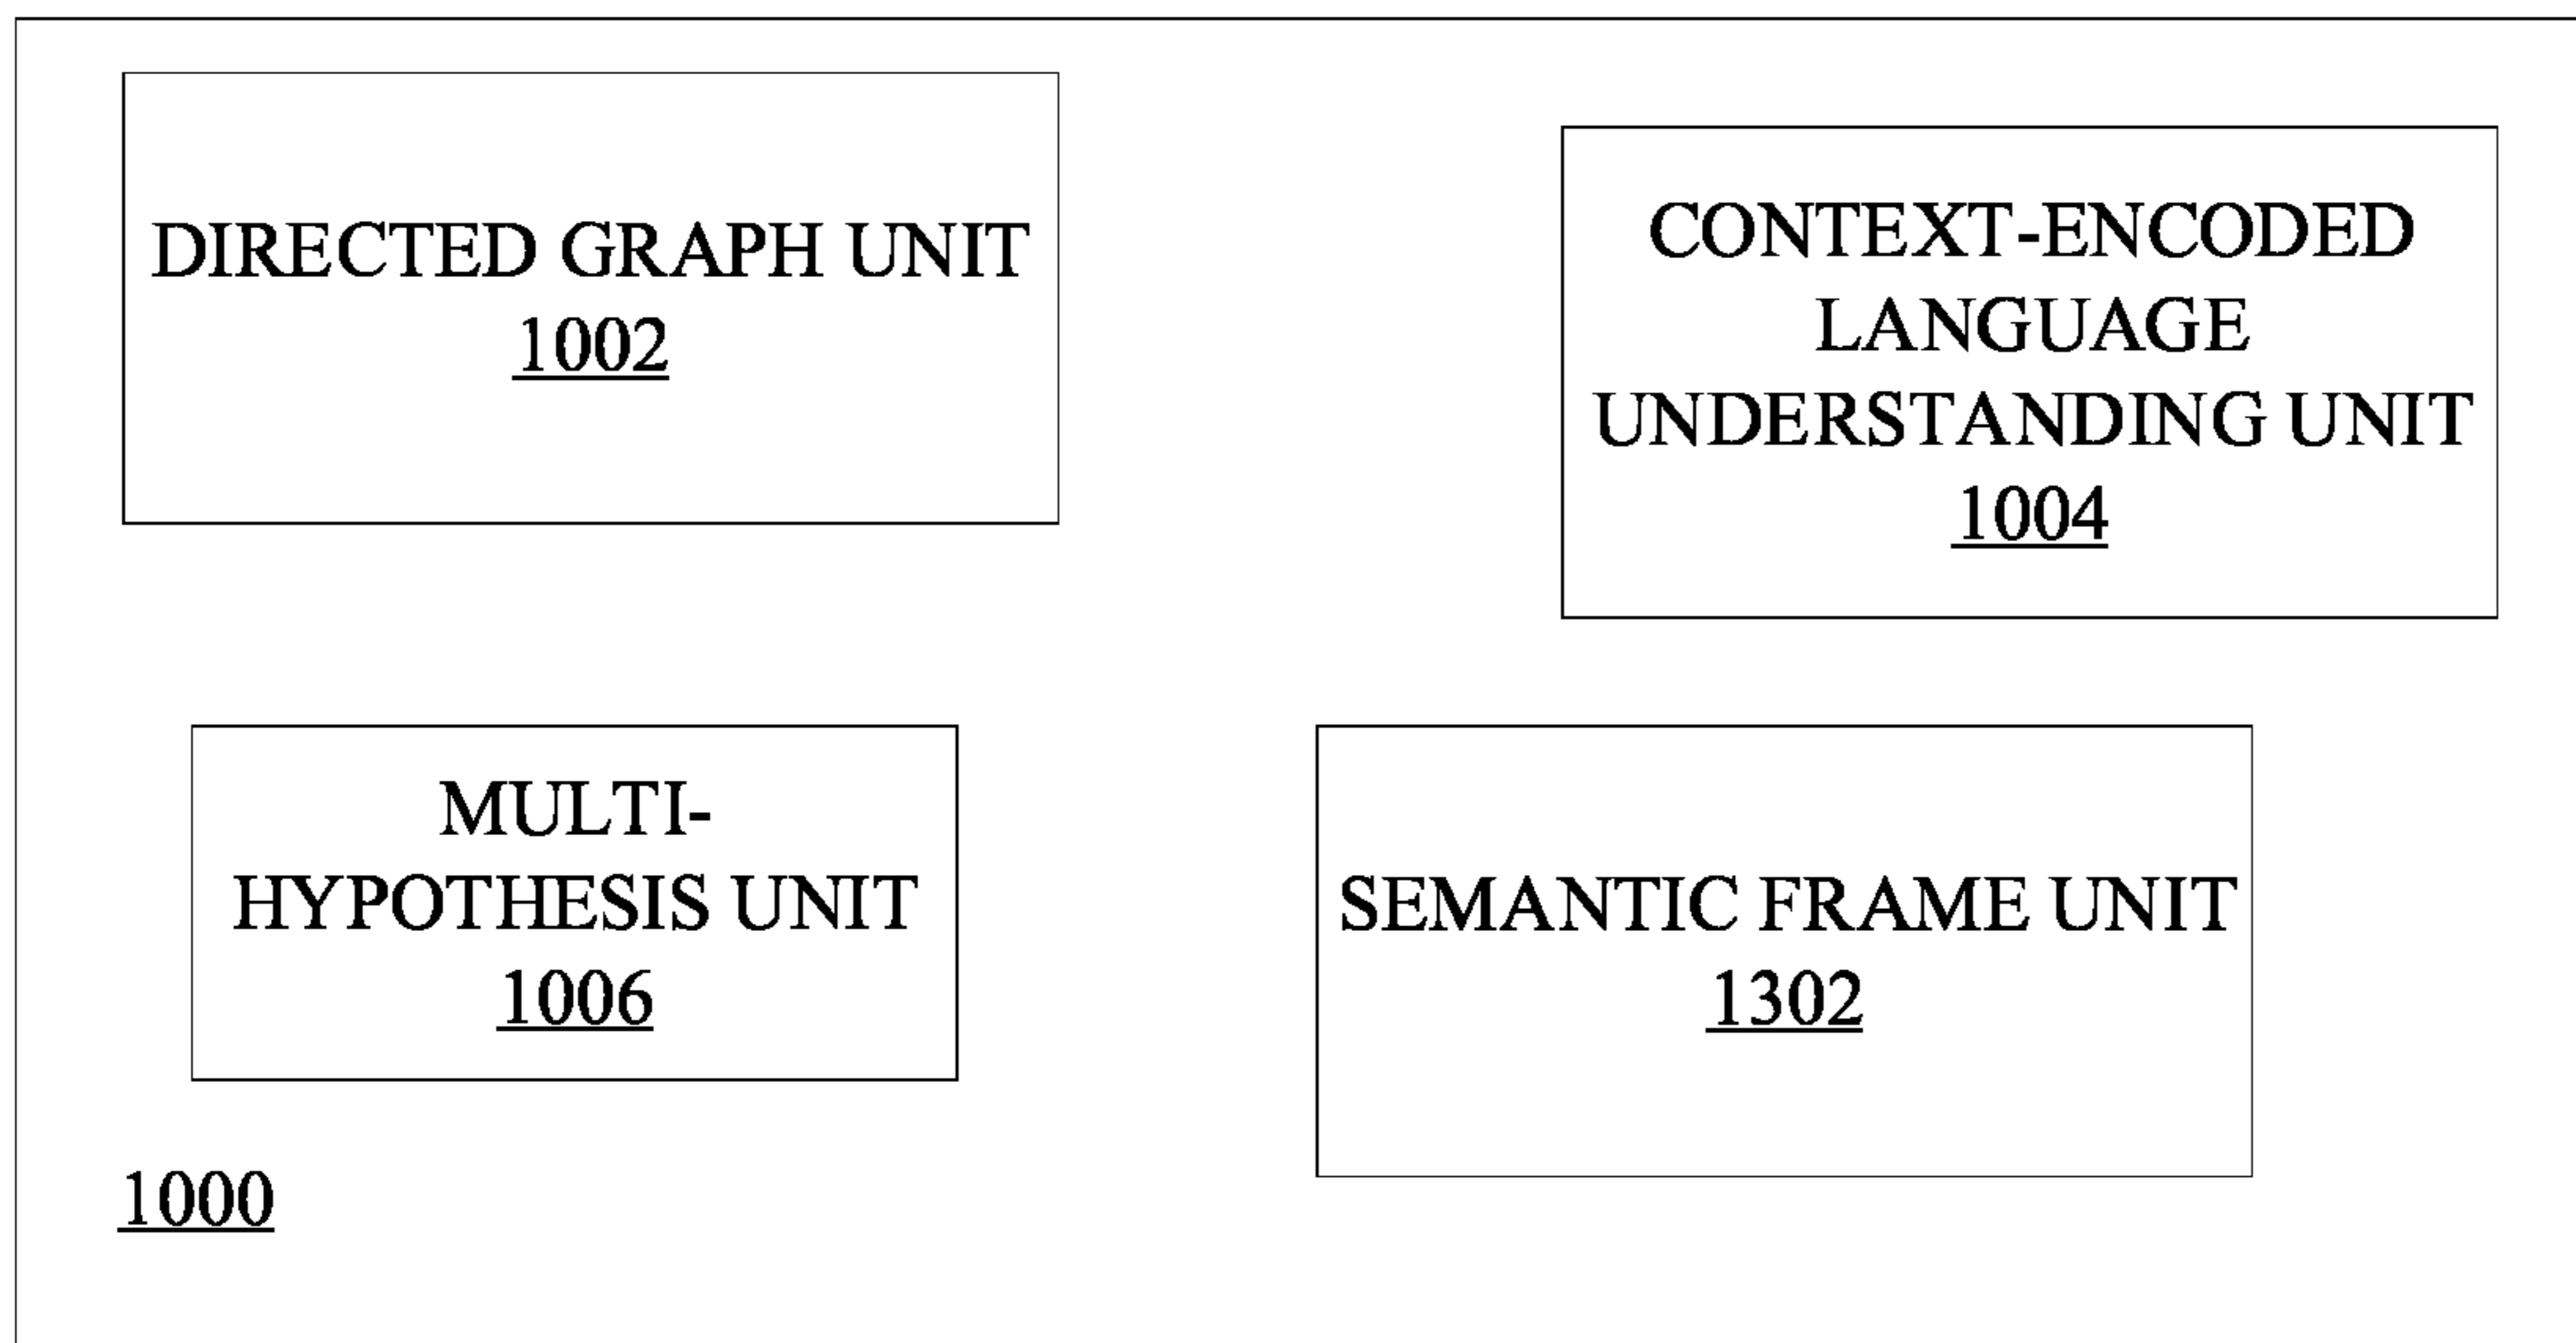 DIRECTED GRAPH UNIT
1002
CONTEXT-ENCODED
LANGUAGE
UNDERSTANDING UNIT
1004
MULTI-
HYPOTHESIS UNIT
1006
SEMANTIC FRAME UNIT
1302
1000